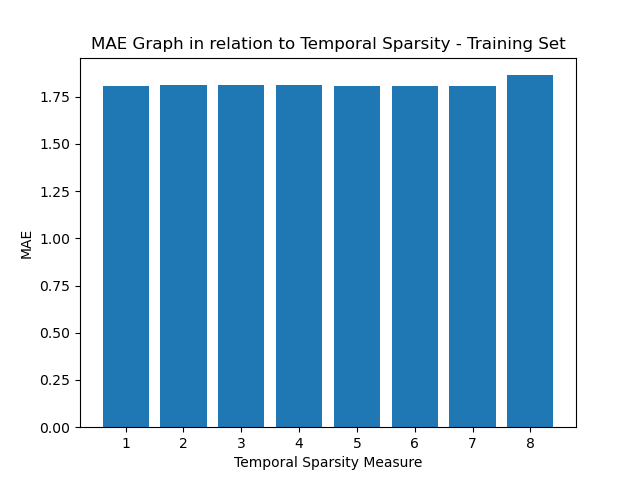 MAE Graph in relation to Temporal Sparsity - Training Set
1.75
1.50
1.25
1.00
0.75
0.50
0.25
0.00
MAE
1 2 3 4 5 6 7 8
Temporal Sparsity Measure